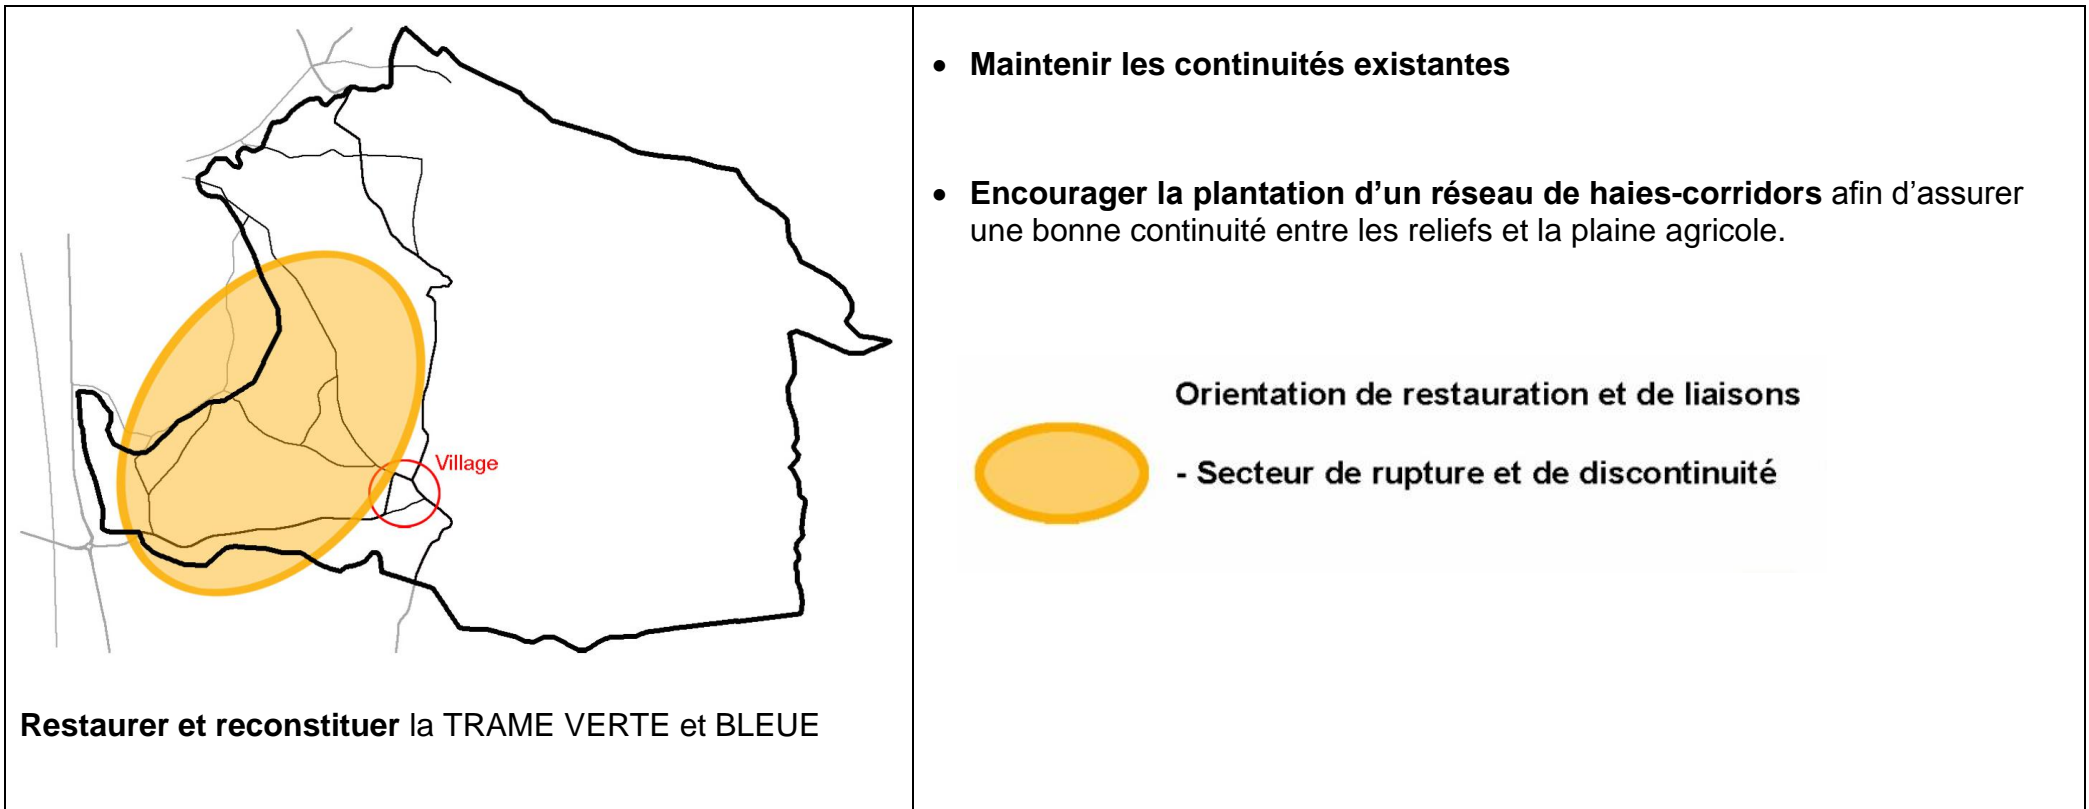 Village
Restaurer et reconstituer la TRAME VERTE et BLEUE
• Maintenir les continuités existantes
• Encourager la plantation d’un réseau de haies-corridors afin d’assurer
une bonne continuité entre les reliefs et la plaine agricole.
Orientation de restauration et de liaisons
- Secteur de rupture et de discontinuité